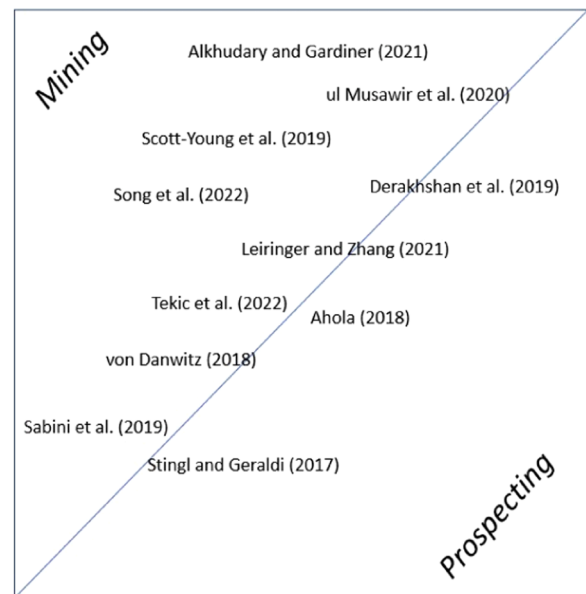 Mining
Alkhudary and Gardiner (2021)
ul Musawir et al. (2020)
Scott-Young et al. (2019)
Derakhshan et al. (2019)
Song et al. (2022)
Leiringer and Zhang (2021)
Tekic et al. (2022)
Ahola (2018)
von Danwitz (2018)
Sabini et al. (2019)
Stingl and Geraldi (2017)
Prospecting